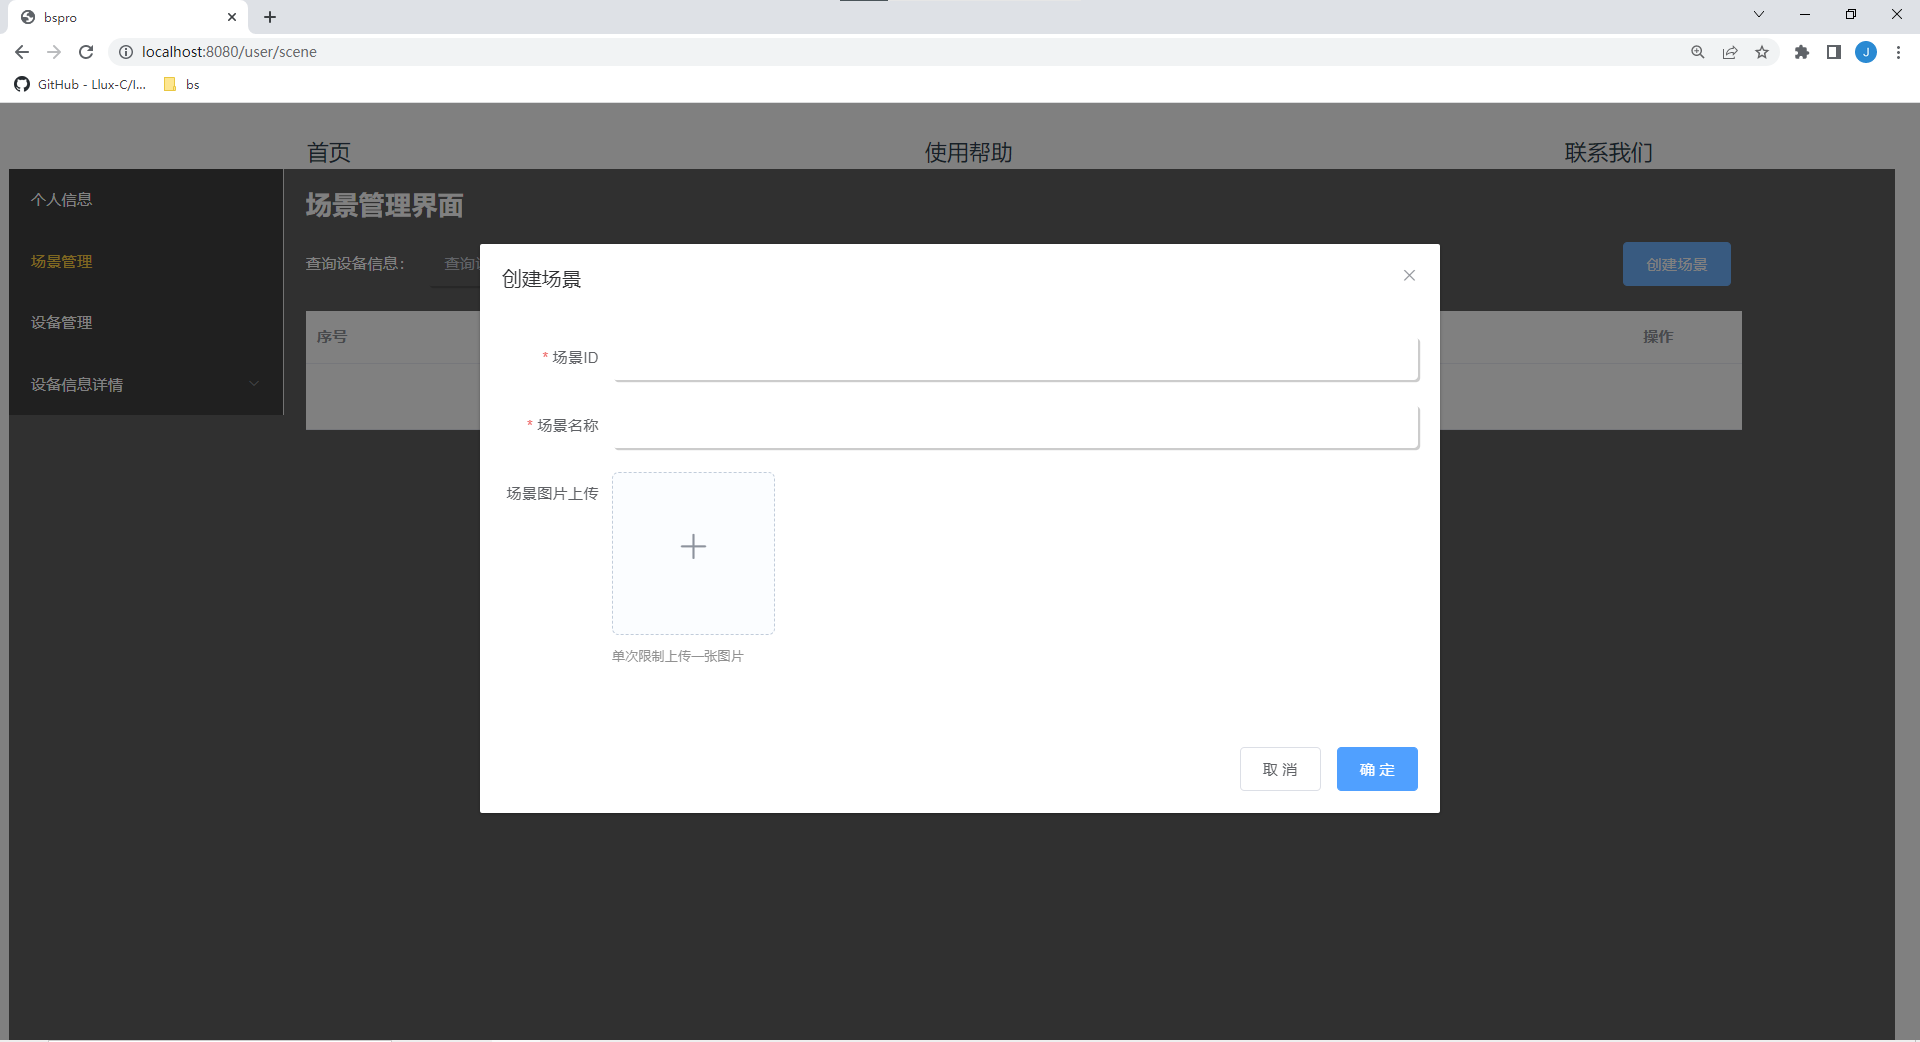 bspro
localhost:8080/user/scene
J
GitHub - Llux-C/I...
bs
首页
使用帮助
联系我们
个人信息
场景管理
设备管理
设备信息详情
场景管理界面
查询设备信息：
查询
创建场景
序号
操作
创建场景
* 场景ID
* 场景名称
场景图片上传
单次限制上传一张图片
取 消
确 定